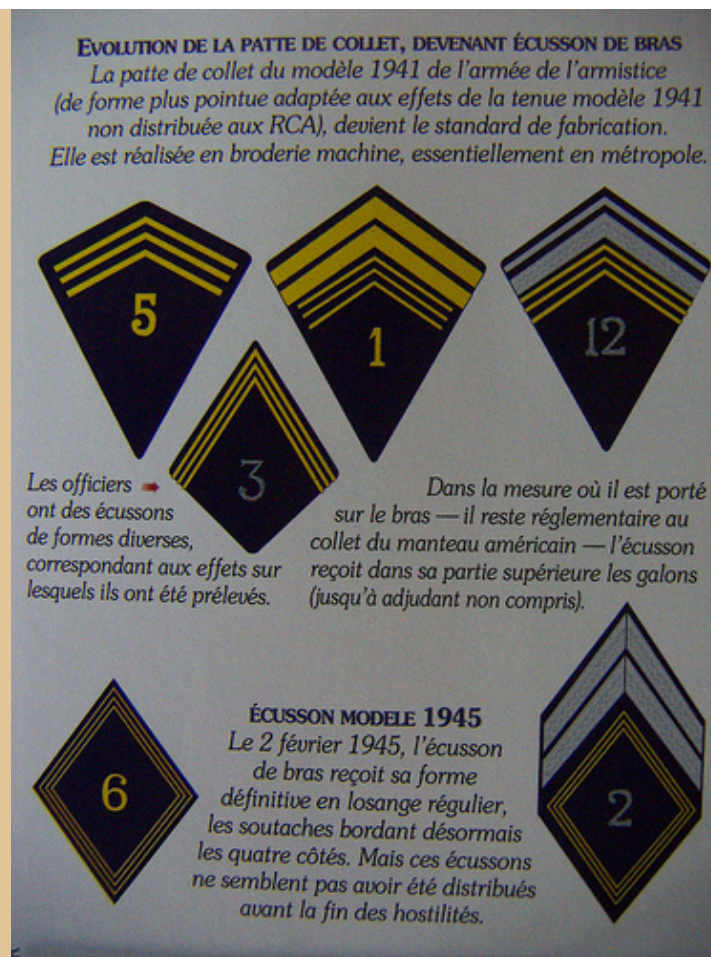 EVOLUTION DE LA PATTE DE COLLET, DEVENANT ÉCUSSON DE BRAS
La patte de collet du modèle 1941 de l'armée de l'armistice
(de forme plus pointue adaptée aux effets de la tenue modèle 1941
non distribuée aux RCA), devient le standard de fabrication.
Elle est réalisée en broderie machine, essentiellement en métropole.
5
1
12
3
Les officiers
ont des écussons
de formes diverses,
correspondant aux effets sur
lesquels ils ont été prélevés.
Dans la mesure où il est porté
sur le bras — il reste réglementaire au
collet du manteau américain — l'écusson
reçoit dans sa partie supérieure les galons
(jusqu'à adjudant non compris).
6
ÉCUSSON MODELE 1945
Le 2 février 1945, l'écusson
de bras reçoit sa forme
définitive en losange régulier,
les soutaches bordant désormais
les quatre côtés. Mais ces écussons
ne semblent pas avoir été distribués
avant la fin des hostilités.
2